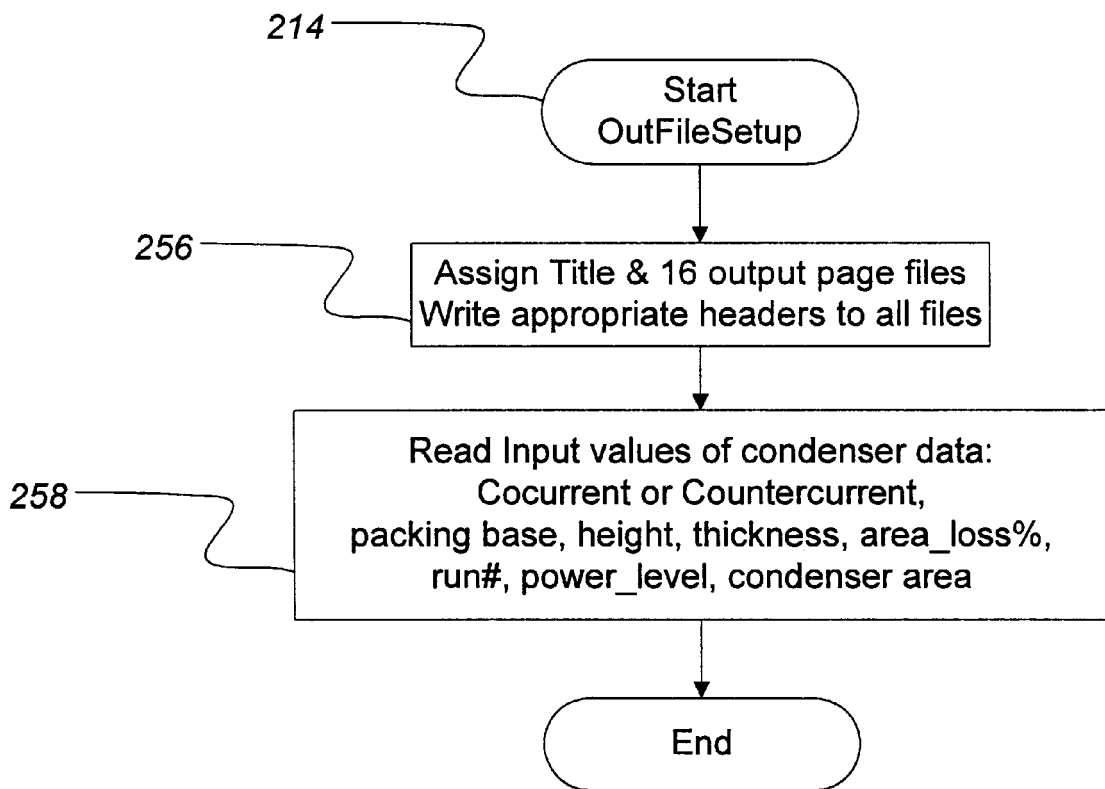 214
Start
OutFileSetup
256
Assign Title & 16 output page files
Write appropriate headers to all files
258
Read Input values of condenser data:
Cocurrent or Countercurrent,
packing base, height, thickness, area_loss%,
run#, power_level, condenser area
End